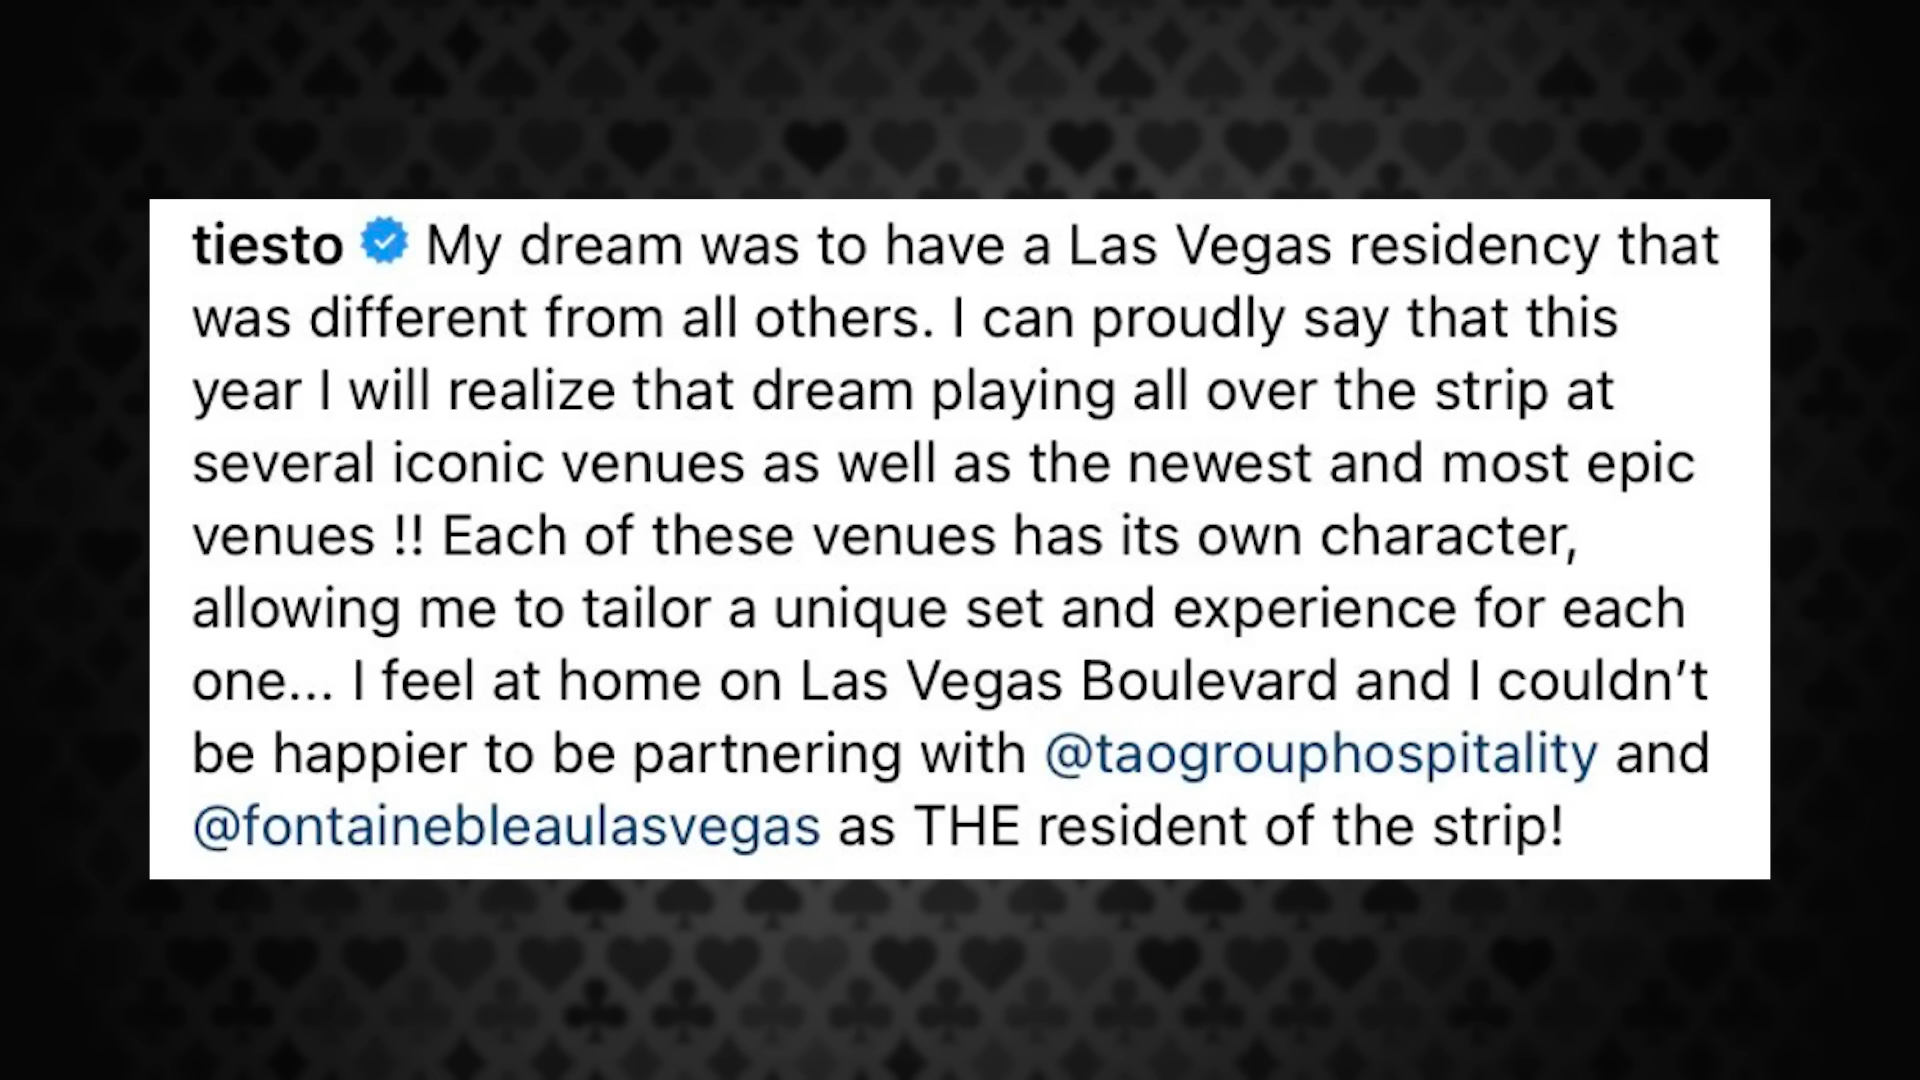 tiesto My dream was to have a Las Vegas residency that
was different from all others. I can proudly say that this
year I will realize that dream playing all over the strip at
several iconic venues as well as the newest and most epic
venues !! Each of these venues has its own character,
allowing me to tailor a unique set and experience for each
one... I feel at home on Las Vegas Boulevard and I couldn’t
be happier to be partnering with @taogrouphospitality and
@fontainebleaulasvegas as THE resident of the strip!